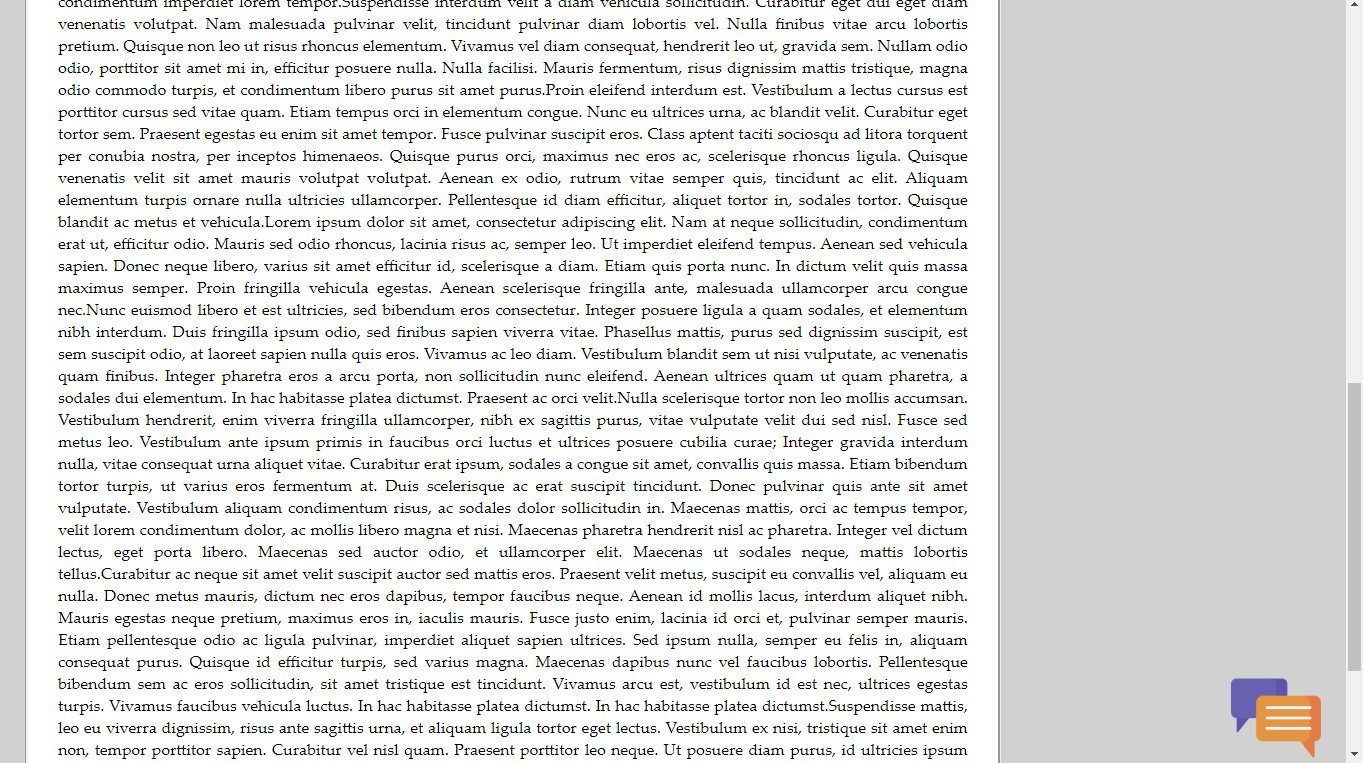 condimentum imperdiet lorem tempor.Suspendisse interdum velit a diam vehicula sollicitudin. Curabitur eget dui eget diam
venenatis volutpat. Nam malesuada pulvinar velit, tincidunt pulvinar diam lobortis vel. Nulla finibus vitae arcu lobortis
pretium. Quisque non leo ut risus rhoncus elementum. Vivamus vel diam consequat, hendrerit leo ut, gravida sem. Nullam odio
odio, porttitor sit amet mi in, efficitur posuere nulla. Nulla facilisi. Mauris fermentum, risus dignissim mattis tristique, magna
odio commodo turpis, et condimentum libero purus sit amet purus.Proin eleifend interdum est. Vestibulum a lectus cursus est
porttitor cursus sed vitae quam. Etiam tempus orci in elementum congue. Nunc eu ultrices urna, ac blandit velit. Curabitur eget
tortor sem. Praesent egestas eu enim sit amet tempor. Fusce pulvinar suscipit eros. Class aptent taciti sociosqu ad litora torquent
per conubia nostra, per inceptos himenaeos. Quisque purus orci, maximus nec eros ac, scelerisque rhoncus ligula. Quisque
venenatis velit sit amet mauris volutpat volutpat. Aenean ex odio, rutrum vitae semper quis, tincidunt ac elit. Aliquam
elementum turpis ornare nulla ultricies ullamcorper. Pellentesque id diam efficitur, aliquet tortor in, sodales tortor. Quisque
blandit ac metus et vehicula.Lorem ipsum dolor sit amet, consectetur adipiscing elit. Nam at neque sollicitudin, condimentum
erat ut, efficitur odio. Mauris sed odio rhoncus, lacinia risus ac, semper leo. Ut imperdiet eleifend tempus. Aenean sed vehicula
sapien. Donec neque libero, varius sit amet efficitur id, scelerisque a diam. Etiam quis porta nunc. In dictum velit quis massa
maximus semper. Proin fringilla vehicula egestas. Aenean scelerisque fringilla ante, malesuada ullamcorper arcu congue
nec.Nunc euismod libero et est ultricies, sed bibendum eros consectetur. Integer posuere ligula a quam sodales, et elementum
nibh interdum. Duis fringilla ipsum odio, sed finibus sapien viverra vitae. Phasellus mattis, purus sed dignissim suscipit, est
sem suscipit odio, at laoreet sapien nulla quis eros. Vivamus ac leo diam. Vestibulum blandit sem ut nisi vulputate, ac venenatis
quam finibus. Integer pharetra eros a arcu porta, non sollicitudin nunc eleifend. Aenean ultrices quam ut quam pharetra, a
sodales dui elementum. In hac habitasse platea dictumst. Praesent ac orci velit.Nulla scelerisque tortor non leo mollis accumsan.
Vestibulum hendrerit, enim viverra fringilla ullamcorper, nibh ex sagittis purus, vitae vulputate velit dui sed nisl. Fusce sed
metus leo. Vestibulum ante ipsum primis in faucibus orci luctus et ultrices posuere cubilia curae; Integer gravida interdum
nulla, vitae consequat urna aliquet vitae. Curabitur erat ipsum, sodales a congue sit amet, convallis quis massa. Etiam bibendum
tortor turpis, ut varius eros fermentum at. Duis scelerisque ac erat suscipit tincidunt. Donec pulvinar quis ante sit amet
vulputate. Vestibulum aliquam condimentum risus, ac sodales dolor sollicitudin in. Maecenas mattis, orci ac tempus tempor,
velit lorem condimentum dolor, ac mollis libero magna et nisi. Maecenas pharetra hendrerit nisl ac pharetra. Integer vel dictum
lectus, eget porta libero. Maecenas sed auctor odio, et ullamcorper elit. Maecenas ut sodales neque, mattis lobortis
tellus.Curabitur ac neque sit amet velit suscipit auctor sed mattis eros. Praesent velit metus, suscipit eu convallis vel, aliquam eu
nulla. Donec metus mauris, dictum nec eros dapibus, tempor faucibus neque. Aenean id mollis lacus, interdum aliquet nibh.
Mauris egestas neque pretium, maximus eros in, iaculis mauris. Fusce justo enim, lacinia id orci et, pulvinar semper mauris.
Etiam pellentesque odio ac ligula pulvinar, imperdiet aliquet sapien ultrices. Sed ipsum nulla, semper eu felis in, aliquam
consequat purus. Quisque id efficitur turpis, sed varius magna. Maecenas dapibus nunc vel faucibus lobortis. Pellentesque
bibendum sem ac eros sollicitudin, sit amet tristique est tincidunt. Vivamus arcu est, vestibulum id est nec, ultrices egestas
turpis. Vivamus faucibus vehicula luctus. In hac habitasse platea dictumst. In hac habitasse platea dictumst.Suspendisse mattis,
leo eu viverra dignissim, risus ante sagittis urna, et aliquam ligula tortor eget lectus. Vestibulum ex nisi, tristique sit amet enim
non, tempor porttitor sapien. Curabitur vel nisl quam. Praesent porttitor leo neque. Ut posuere diam purus, id ultricies ipsum